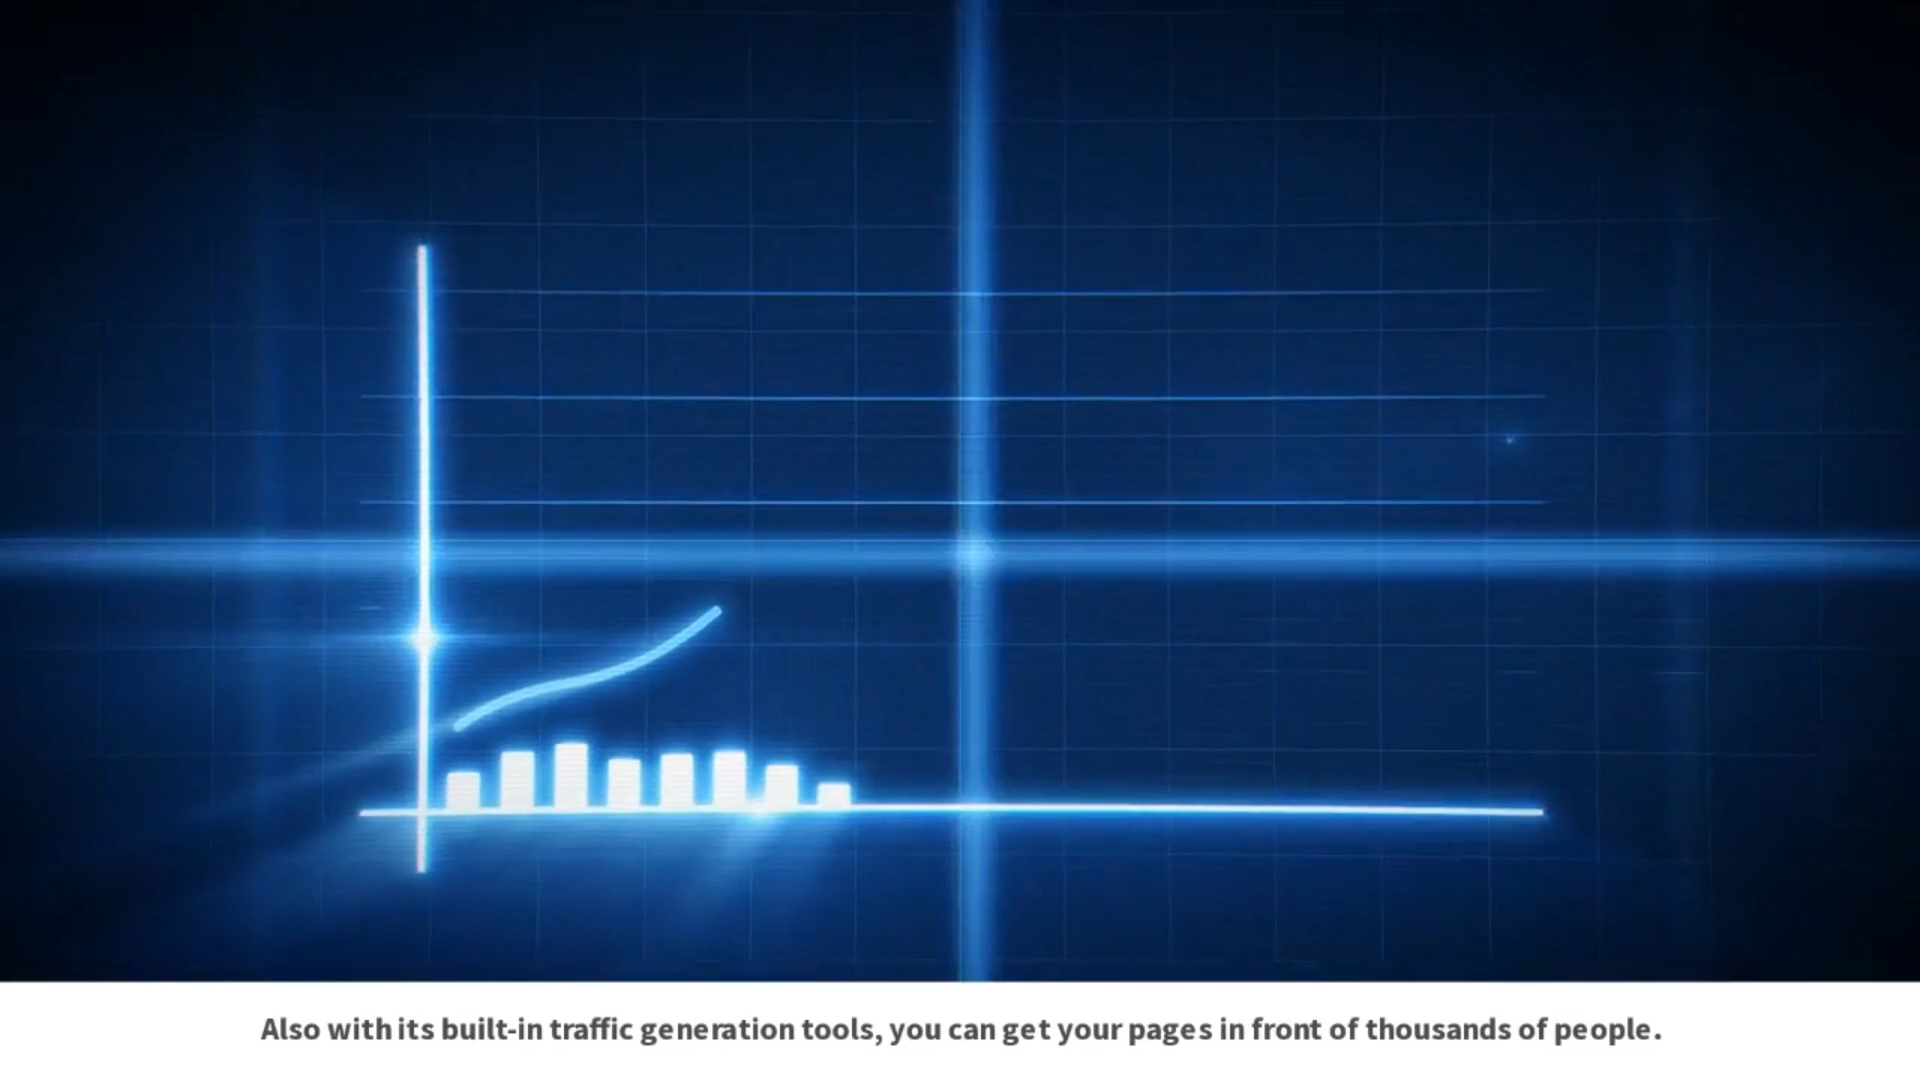 Also with its built-in traffic generation tools, you can get your pages in front of thousands of people.